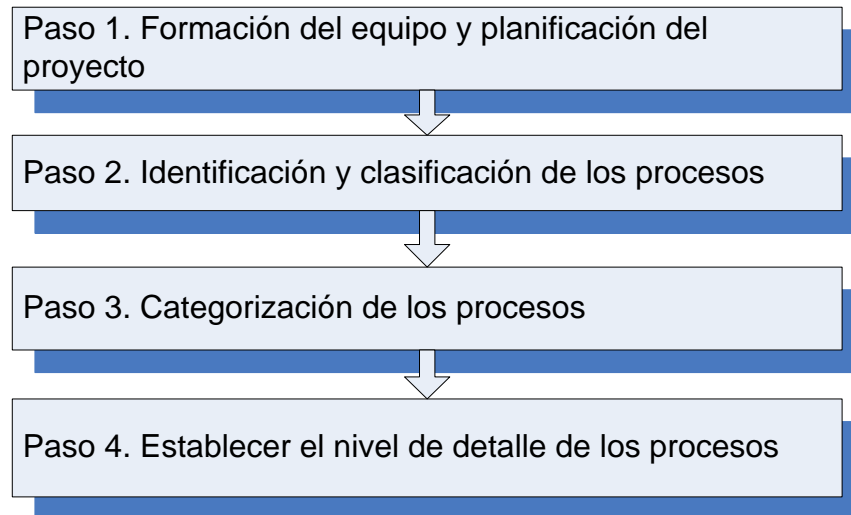 Paso 1. Formación del equipo y planificación del
proyecto
Paso 2. Identificación y clasificación de los procesos
Paso 3. Categorización de los procesos
Paso 4. Establecer el nivel de detalle de los procesos